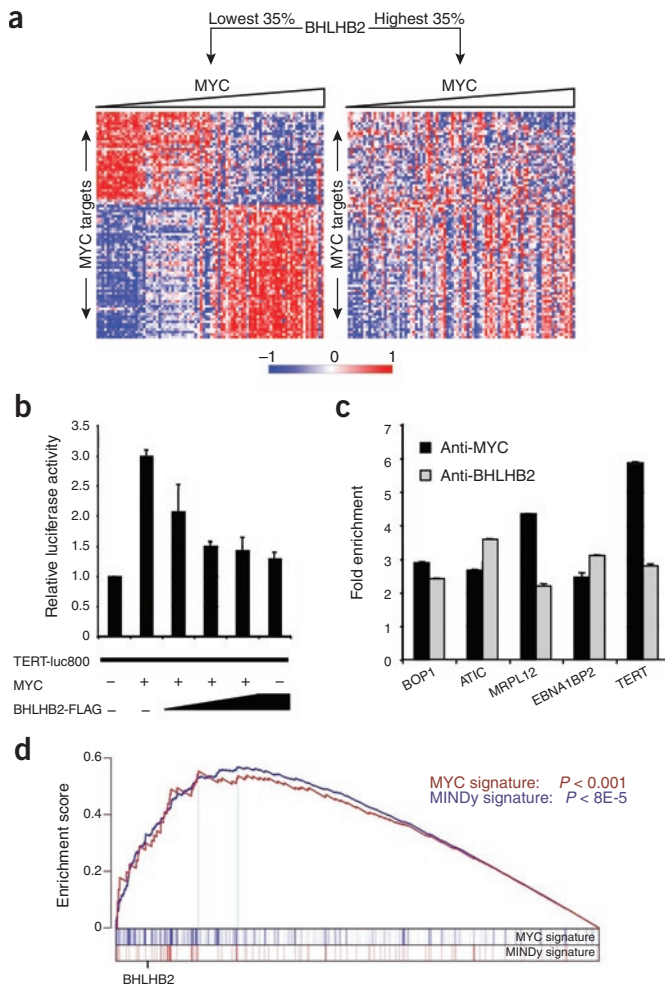 a
Lowest 35% BHLHB2 Highest 35%
MYC MYC
MYC targets
MYC targets
–1 0 1
b
Relative luciferase activity
3.5
3.0
2.5
2.0
1.5
1.0
0.5
0
TERT-luc800
MYC – + + + + –
BHLHB2-FLAG – –
c
Anti-MYC
Anti-BHLHB2
Fold enrichment
7
6
5
4
3
2
1
0
BOP1 ATIC MRPL12 EBNA1BP2 TERT
d
Enrichment score
0.6
0.4
0.2
0
MYC signature: P < 0.001
MINDy signature: P < 8E-5
MYC signature
MINDy signature
BHLHB2